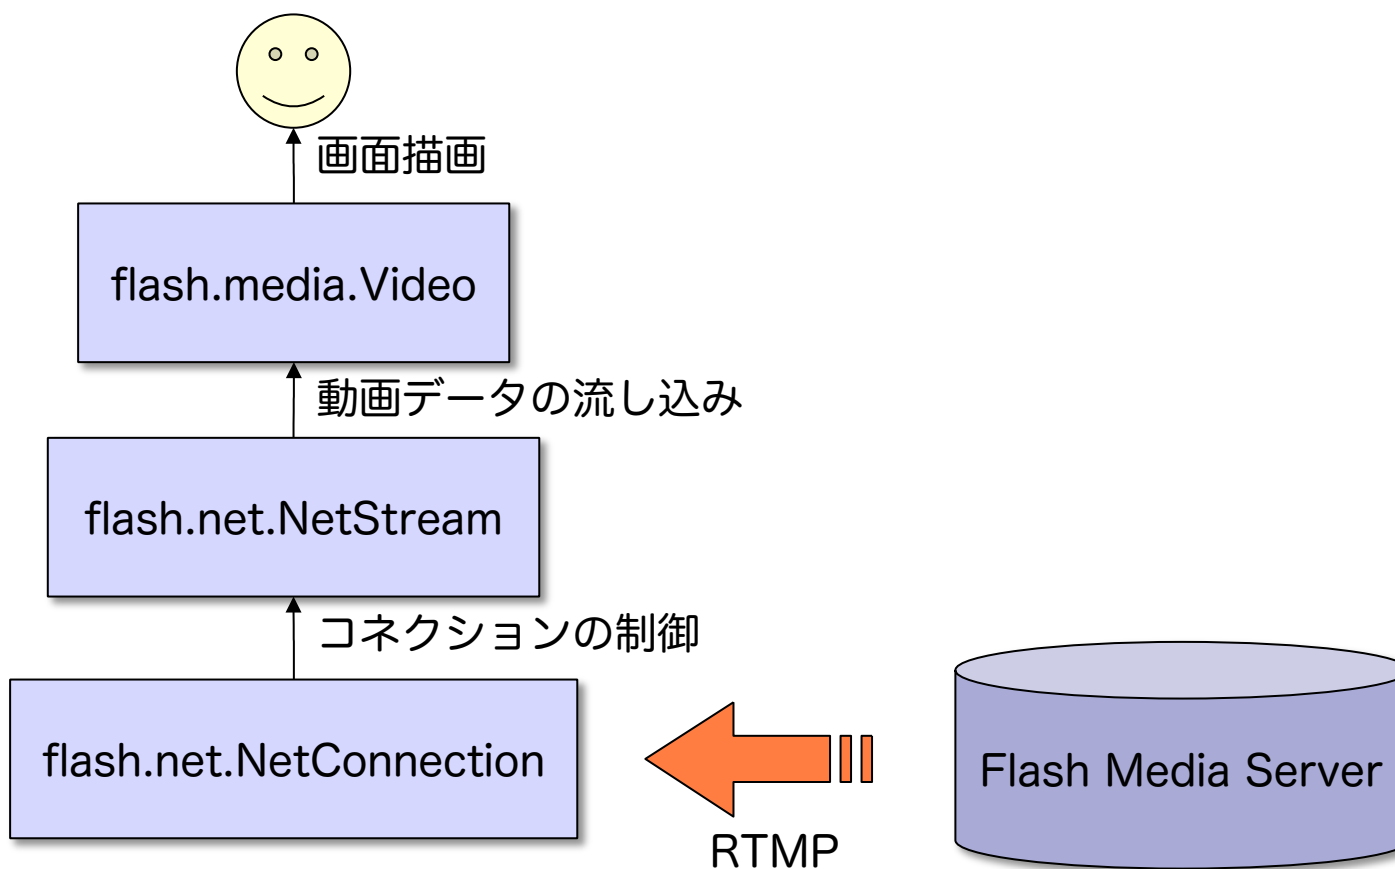 画面描画
flash.media.Video
動画データの流し込み
flash.net.NetStream
コネクションの制御
flash.net.NetConnection
RTMP
Flash Media Server